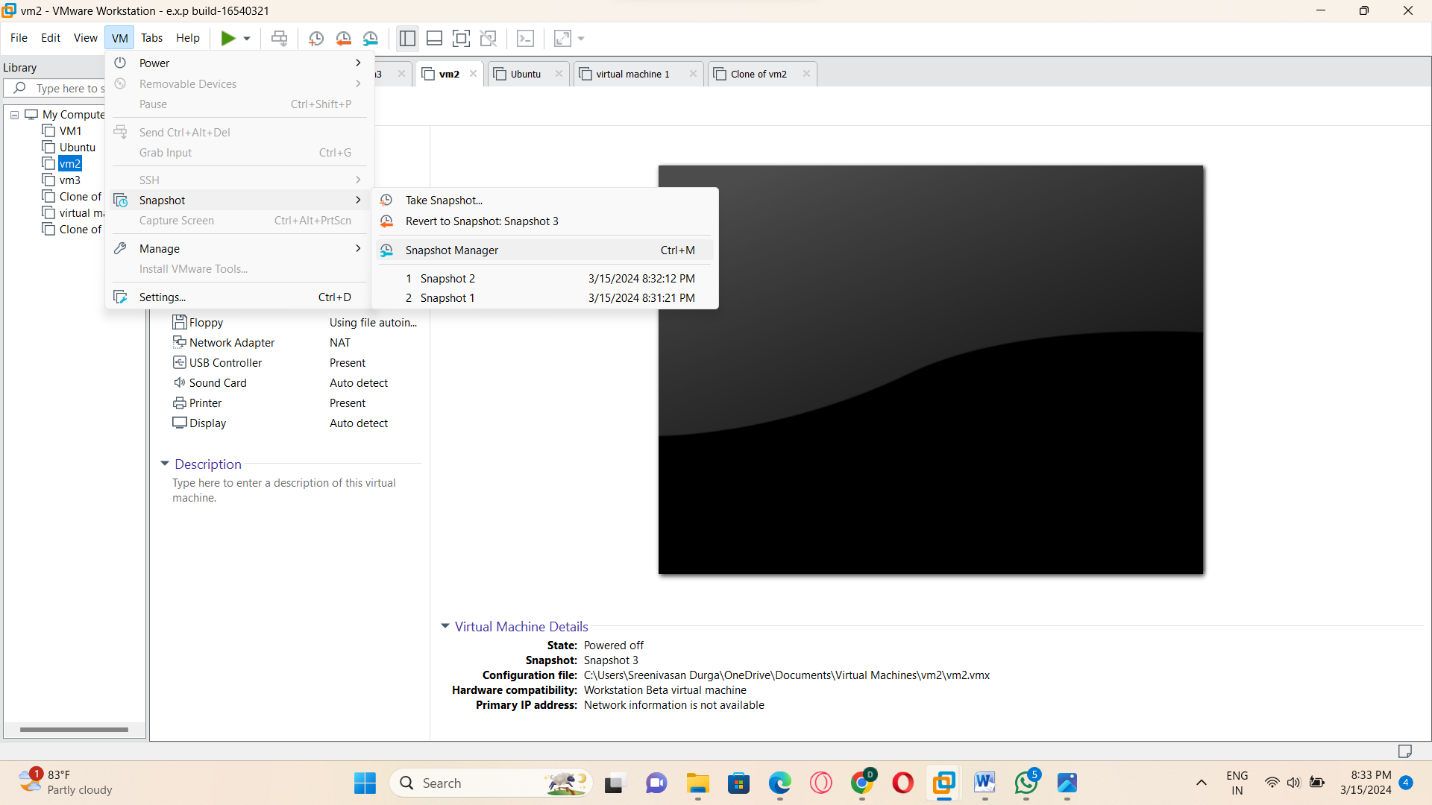 vm2 - VMware Workstation - e.x.p build-16540321
File Edit View VM Tabs Help
Library
Type here to s
My Compute
VM1
Ubuntu
vm2
vm3
Clone of
virtual ma
Clone of
Power
Removable Devices
Pause Ctrl+Shift+P
Send Ctrl+Alt+Del
Grab Input Ctrl+G
SSH
Snapshot
Capture Screen Ctrl+Alt+PrtScn
Manage
Install VMware Tools...
Settings... Ctrl+D
Take Snapshot...
Revert to Snapshot: Snapshot 3
Snapshot Manager Ctrl+M
1 Snapshot 2 3/15/2024 8:32:12 PM
2 Snapshot 1 3/15/2024 8:31:21 PM
n3 vm2 Ubuntu virtual machine 1 Clone of vm2
Floppy Using file autoin...
Network Adapter NAT
USB Controller Present
Sound Card Auto detect
Printer Present
Display Auto detect
Description
Type here to enter a description of this virtual
machine.
Virtual Machine Details
State: Powered off
Snapshot: Snapshot 3
Configuration file: C:\Users\Sreenivasan Durga\OneDrive\Documents\Virtual Machines\vm2\vm2.vmx
Hardware compatibility: Workstation Beta virtual machine
Primary IP address: Network information is not available
1
83°F
Partly cloudy
Search
D
W
5
ENG
IN
8:33 PM
3/15/2024
4